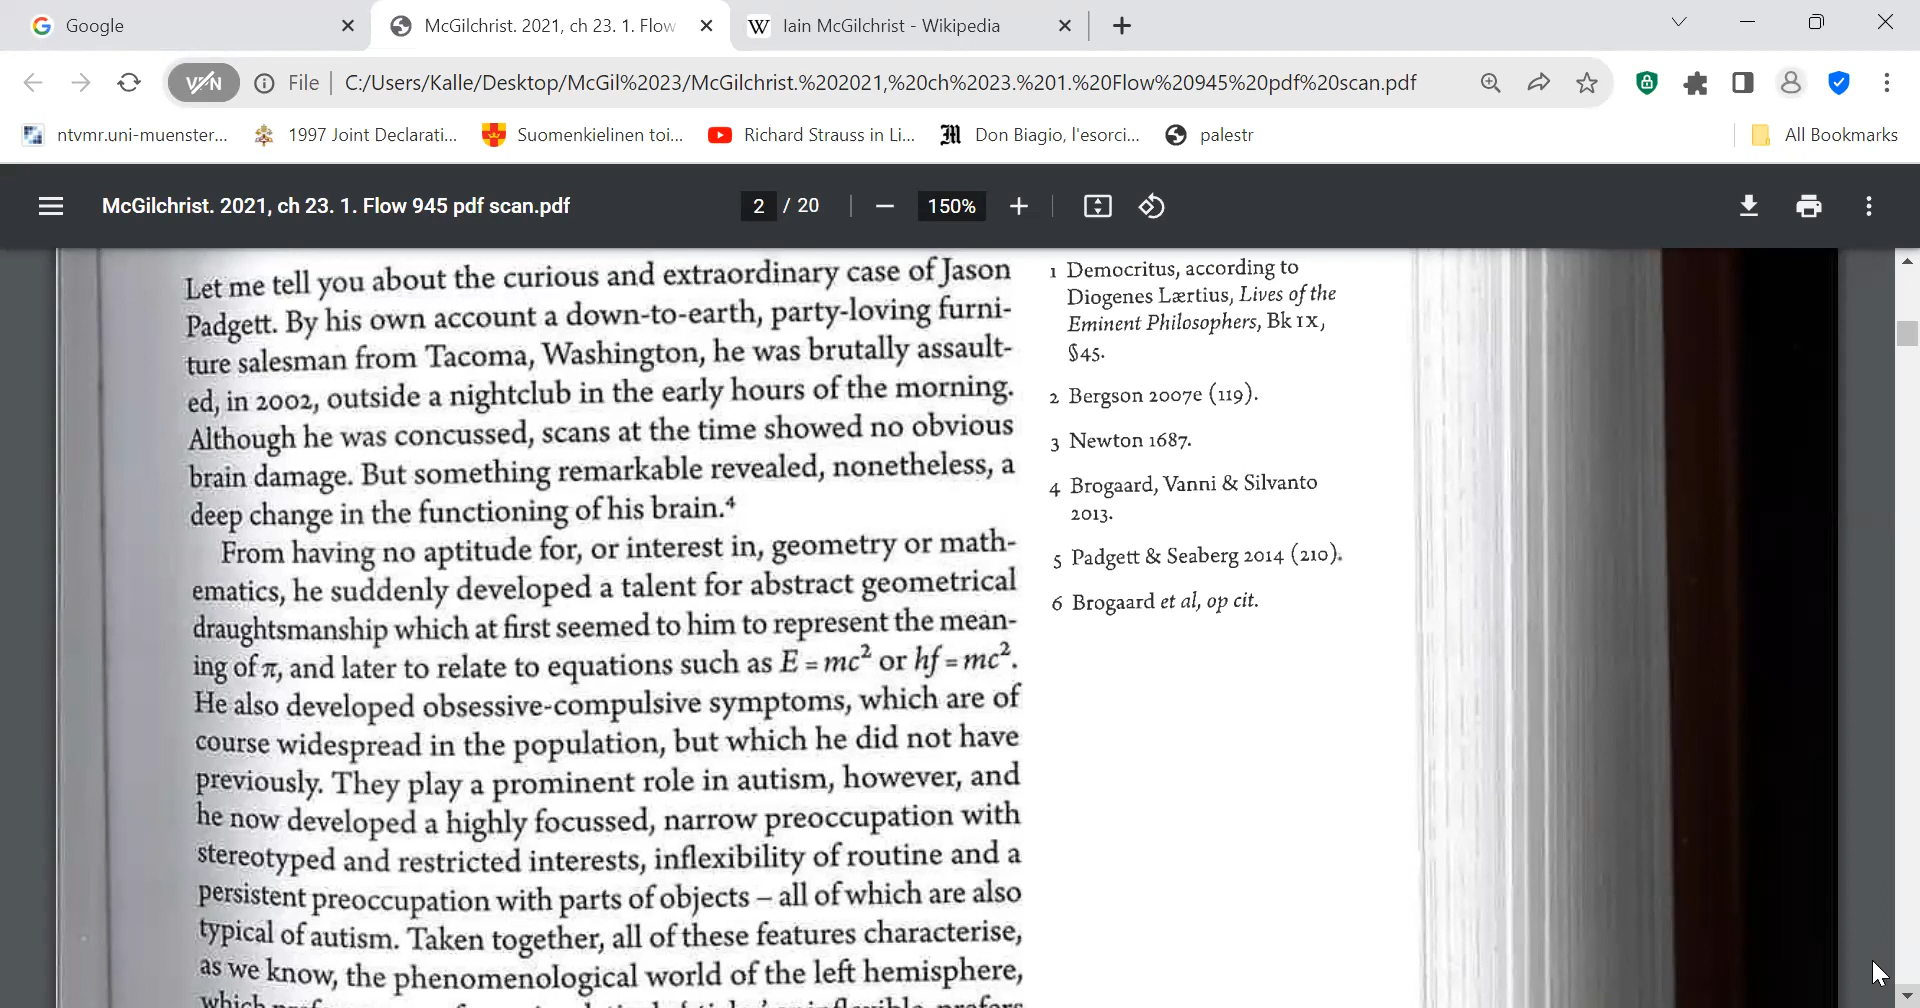 Google
McGilchrist. 2021, ch 23. 1. Flow
Iain McGilchrist - Wikipedia
VPN
File
C:/Users/Kalle/Desktop/McGil%2023/McGilchrist.%202021,%20ch%2023.%201.%20Flow%20945%20pdf%20scan.pdf
ntvmr.uni-muenster...
1997 Joint Declarati...
Suomenkielinen toi...
Richard Strauss in Li...
Don Biagio, l'esorci...
palestr
All Bookmarks
McGilchrist. 2021, ch 23. 1. Flow 945 pdf scan.pdf
2 / 20
150%
Let me tell you about the curious and extraordinary case of Jason
Padgett. By his own account a down-to-earth, party-loving furni-
ture salesman from Tacoma, Washington, he was brutally assault-
ed, in 2002, outside a nightclub in the early hours of the morning.
Although he was concussed, scans at the time showed no obvious
brain damage. But something remarkable revealed, nonetheless, a
deep change in the functioning of his brain.⁴
From having no aptitude for, or interest in, geometry or math-
ematics, he suddenly developed a talent for abstract geometrical
draughtsmanship which at first seemed to him to represent the mean-
ing of π, and later to relate to equations such as E = mc² or hf = mc².
He also developed obsessive-compulsive symptoms, which are of
course widespread in the population, but which he did not have
previously. They play a prominent role in autism, however, and
he now developed a highly focussed, narrow preoccupation with
stereotyped and restricted interests, inflexibility of routine and a
persistent preoccupation with parts of objects – all of which are also
typical of autism. Taken together, all of these features characterise,
as we know, the phenomenological world of the left hemisphere,
1 Democritus, according to
Diogenes Lærtius, Lives of the
Eminent Philosophers, Bk IX,
§45.
2 Bergson 2007e (119).
3 Newton 1687.
4 Brogaard, Vanni & Silvanto
2013.
5 Padgett & Seaberg 2014 (210).
6 Brogaard et al, op cit.